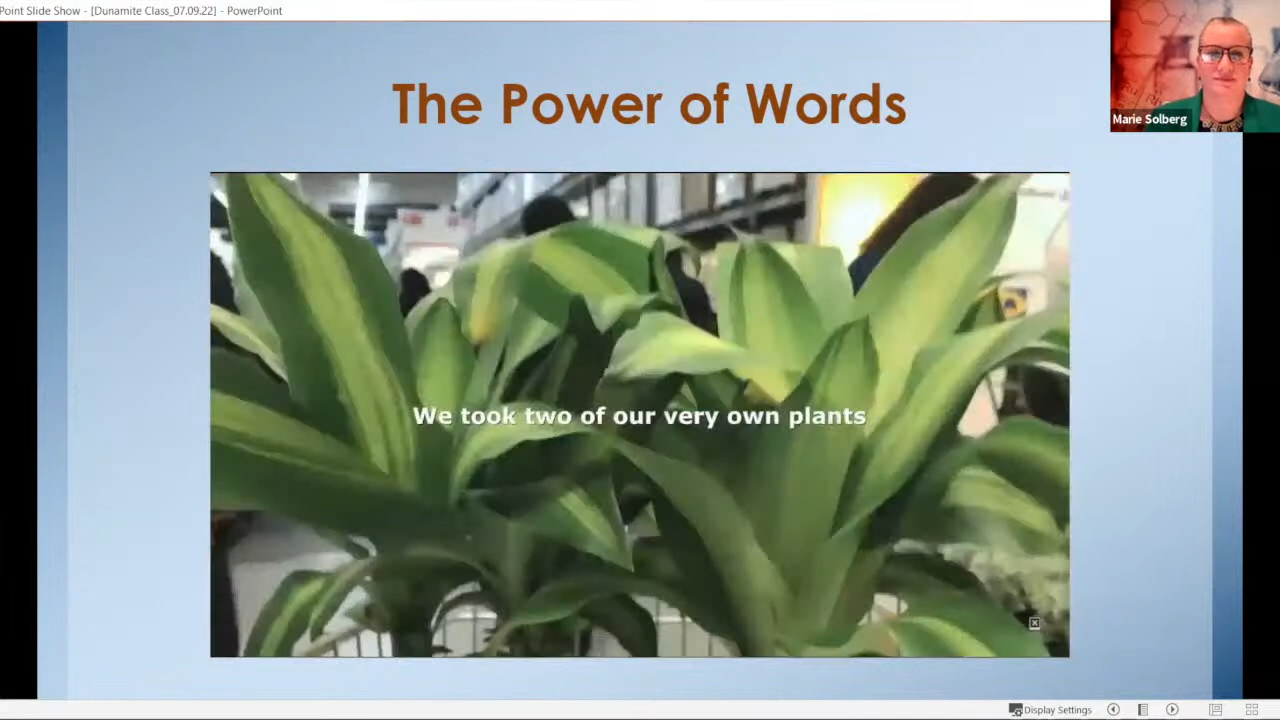 Point Slide Show - [Dunamite Class_07.09.22] - PowerPoint
The Power of Words
Marie Solberg
We took two of our very own plants
Display Settings